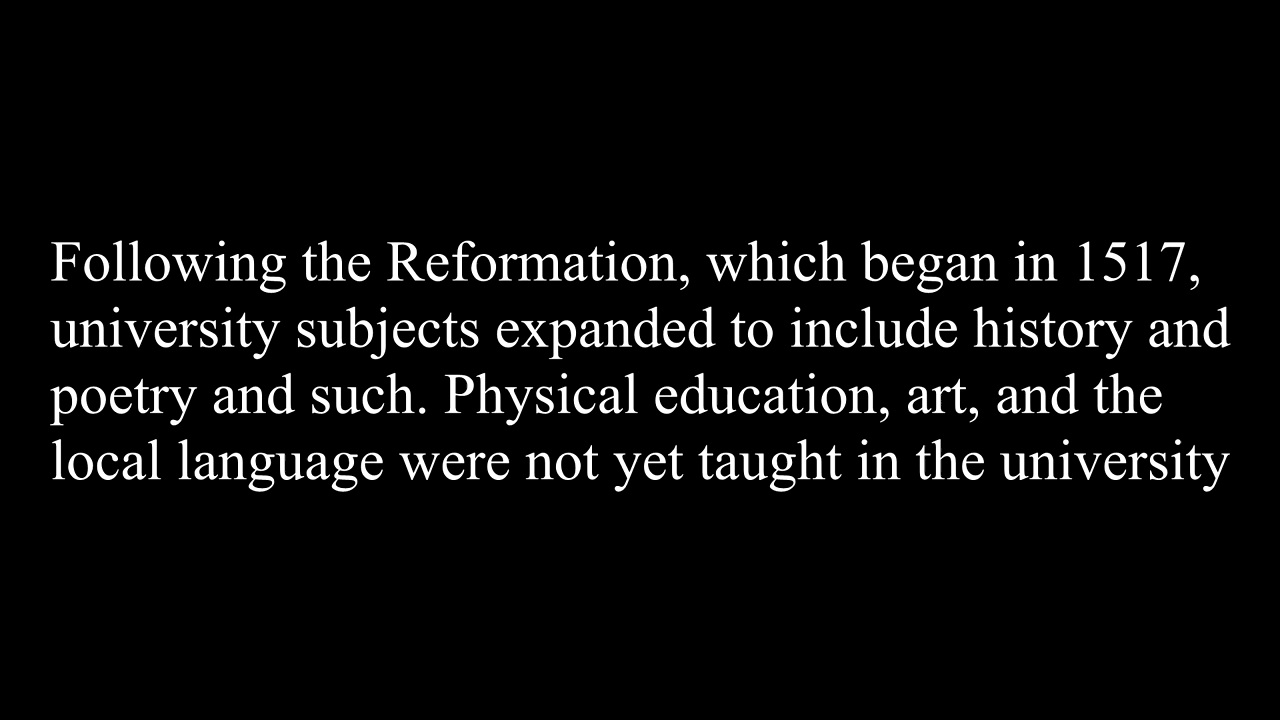 Following the Reformation, which began in 1517,
university subjects expanded to include history and
poetry and such. Physical education, art, and the
local language were not yet taught in the university